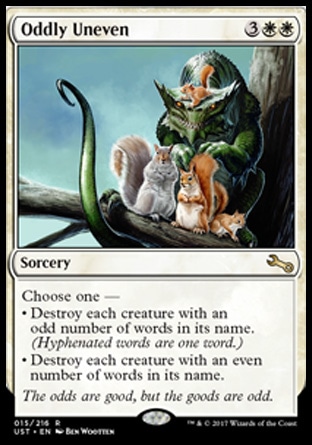 Oddly Uneven 3
Sorcery
Choose one —
• Destroy each creature with an
odd number of words in its name.
(Hyphenated words are one word.)
• Destroy each creature with an even
number of words in its name.
The odds are good, but the goods are odd.
015/216 R
UST • EN Ben Wootten
™ & © 2017 Wizards of the Coast